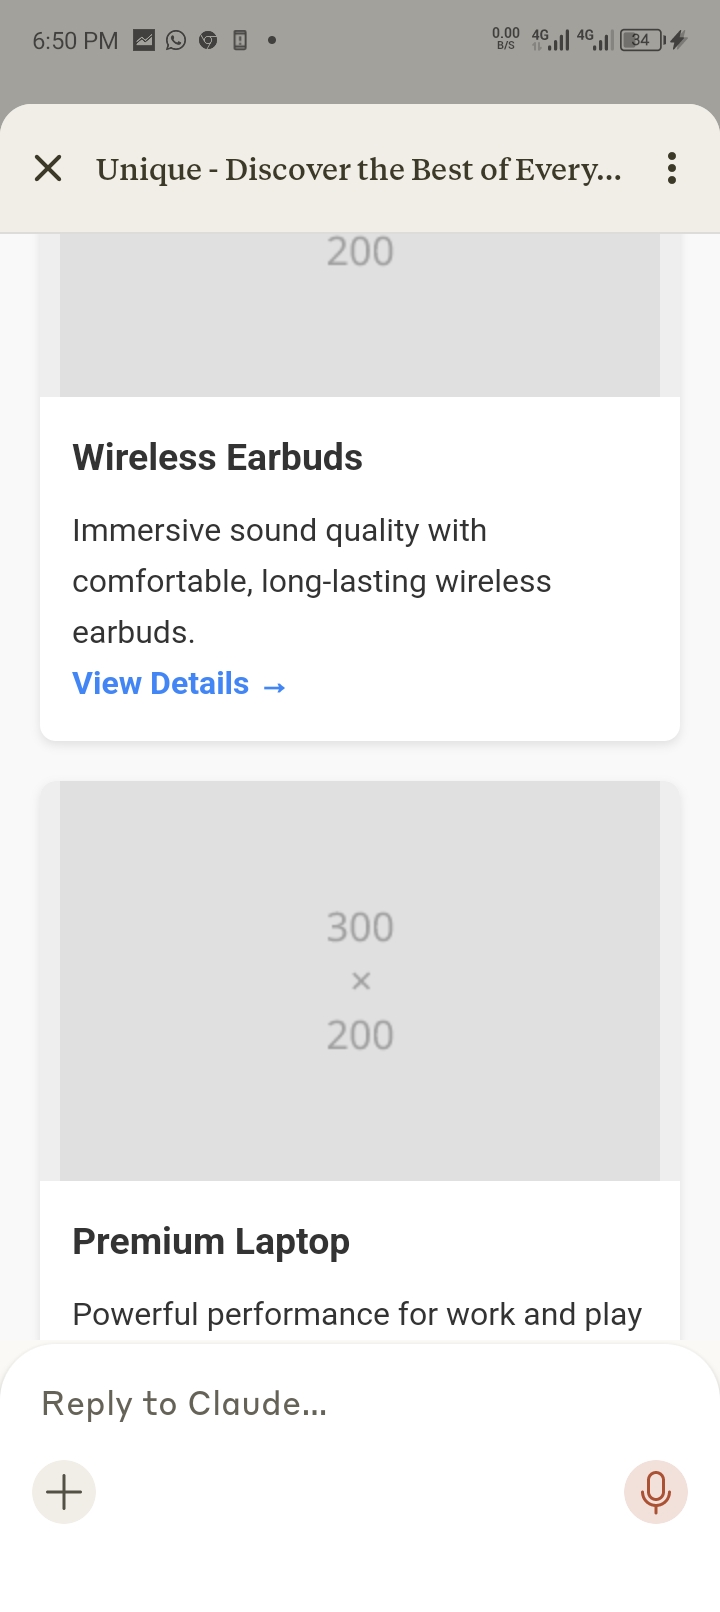 6:50 PM
0.00
B/S
4G
4G
34
Unique - Discover the Best of Every...
200
Wireless Earbuds
Immersive sound quality with
comfortable, long-lasting wireless
earbuds.
View Details →
300
×
200
Premium Laptop
Powerful performance for work and play
Reply to Claude...